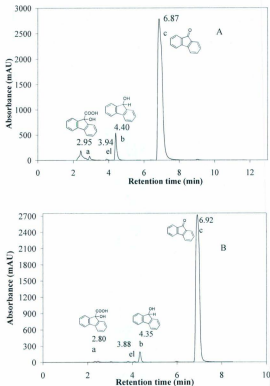 3000
2500
2000
1500
1000
500
0
Absorbance (mAU)
0 2 4 6 8 10
Retention time (min)
A
6.87
c
O
OH
H
4.40
b
3.94
el
COOH
OH
2.95
a
2700
2400
2100
1800
1500
1200
900
600
300
0
Absorbance (mAU)
0 2 4 6 8 10
Retention time (min)
B
6.92
c
O
OH
H
4.35
b
3.88
el
COOH
OH
2.80
a